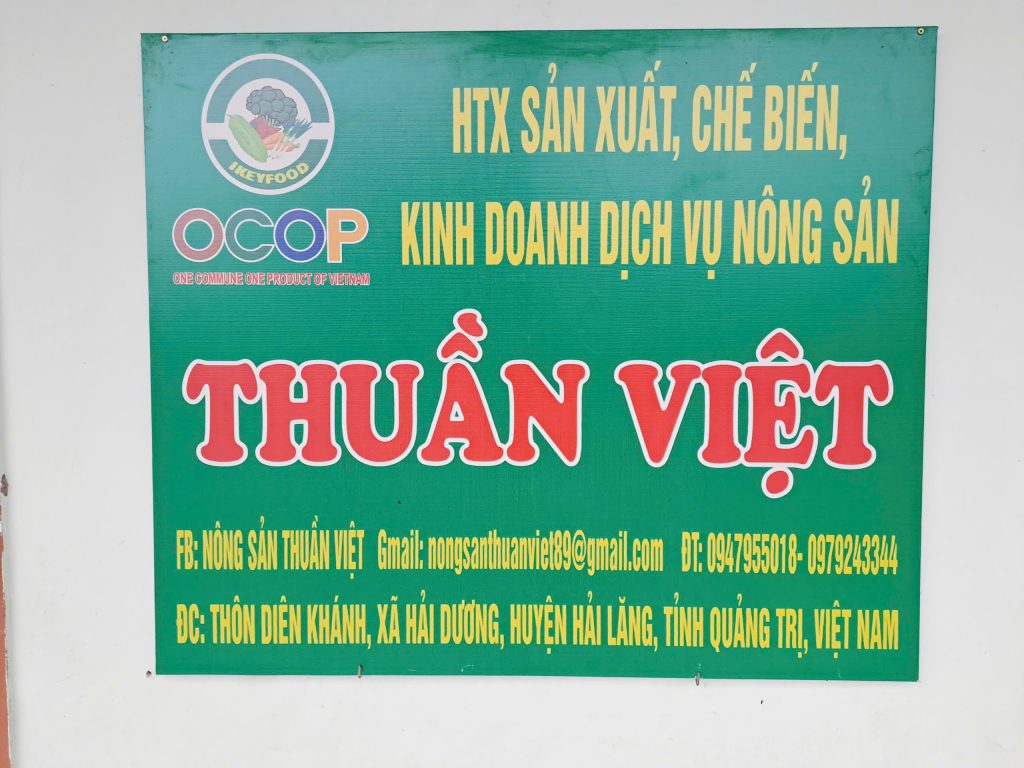 IKEYFOOD
OCOP
ONE COMMUNE ONE PRODUCT OF VIETNAM
HTX SẢN XUẤT, CHẾ BIẾN,
KINH DOANH DỊCH VỤ NÔNG SẢN
THUẦN VIỆT
FB: NÔNG SẢN THUẦN VIỆT Gmail: nongsanthuanviet89@gmail.com ĐT: 0947955018- 0979243344
ĐC: THÔN DIÊN KHÁNH, XÃ HẢI DƯƠNG, HUYỆN HẢI LĂNG, TỈNH QUẢNG TRỊ, VIỆT NAM